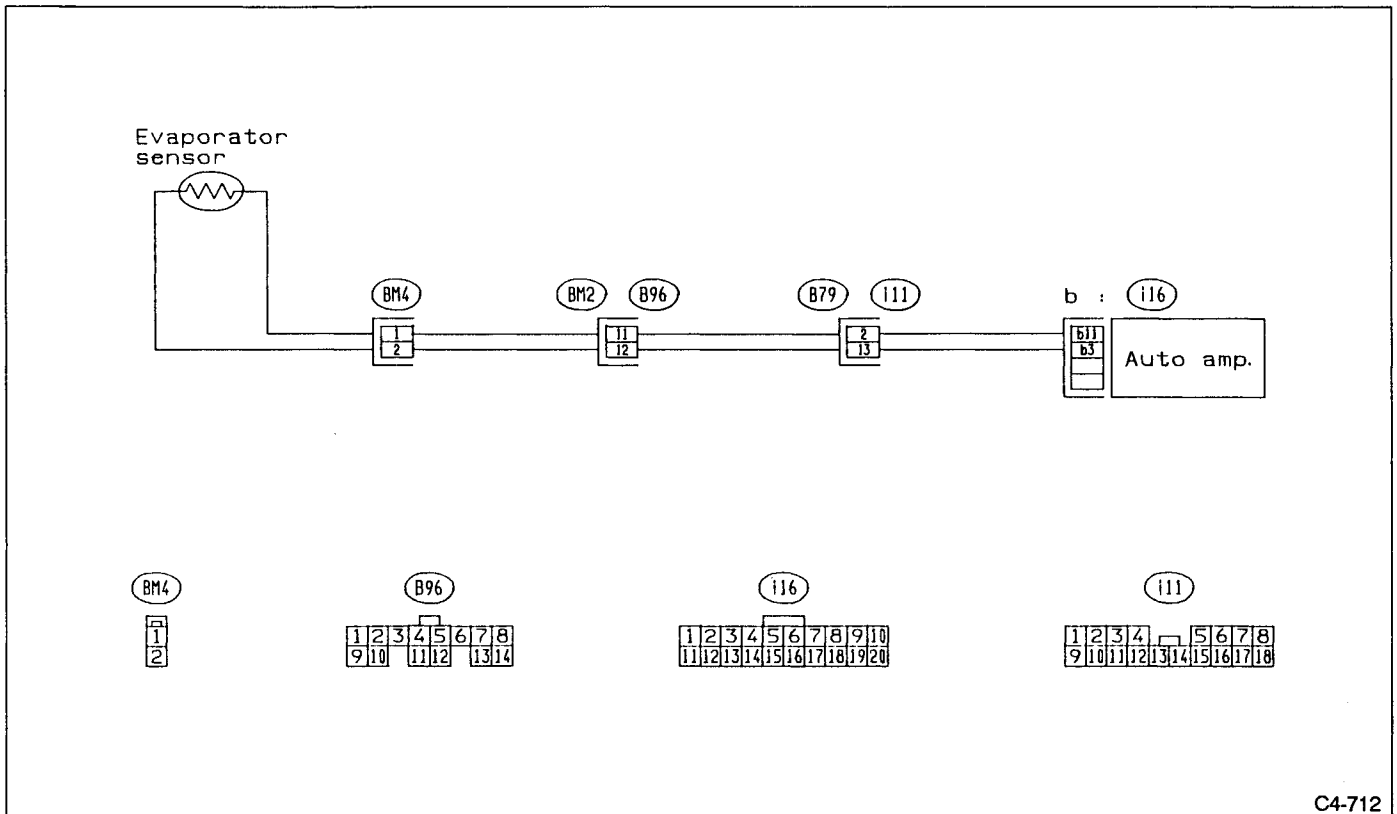 Evaporator
sensor
BM4 BM2 B96 B79 i11 b : i16
1 11 2 b11
2 12 13 b3
Auto amp.
BM4 B96 i16 i11
1
2
1 2 3 4 5 6 7 8
9 10 11 12 13 14
1 2 3 4 5 6 7 8 9 10
11 12 13 14 15 16 17 18 19 20
1 2 3 4 5 6 7 8
9 10 11 12 13 14 15 16 17 18
C4-712